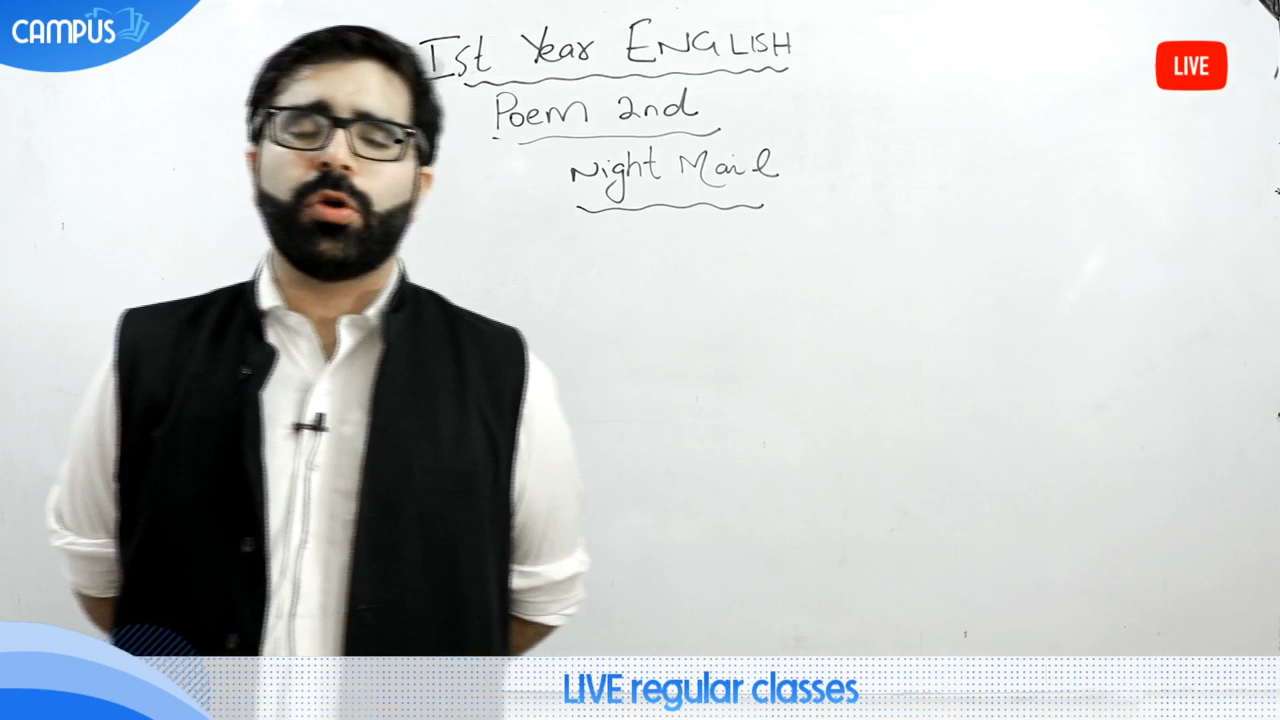 CAMPUS
Ist Year ENGLISH
LIVE
Poem 2nd
Night Mail
LIVE regular classes